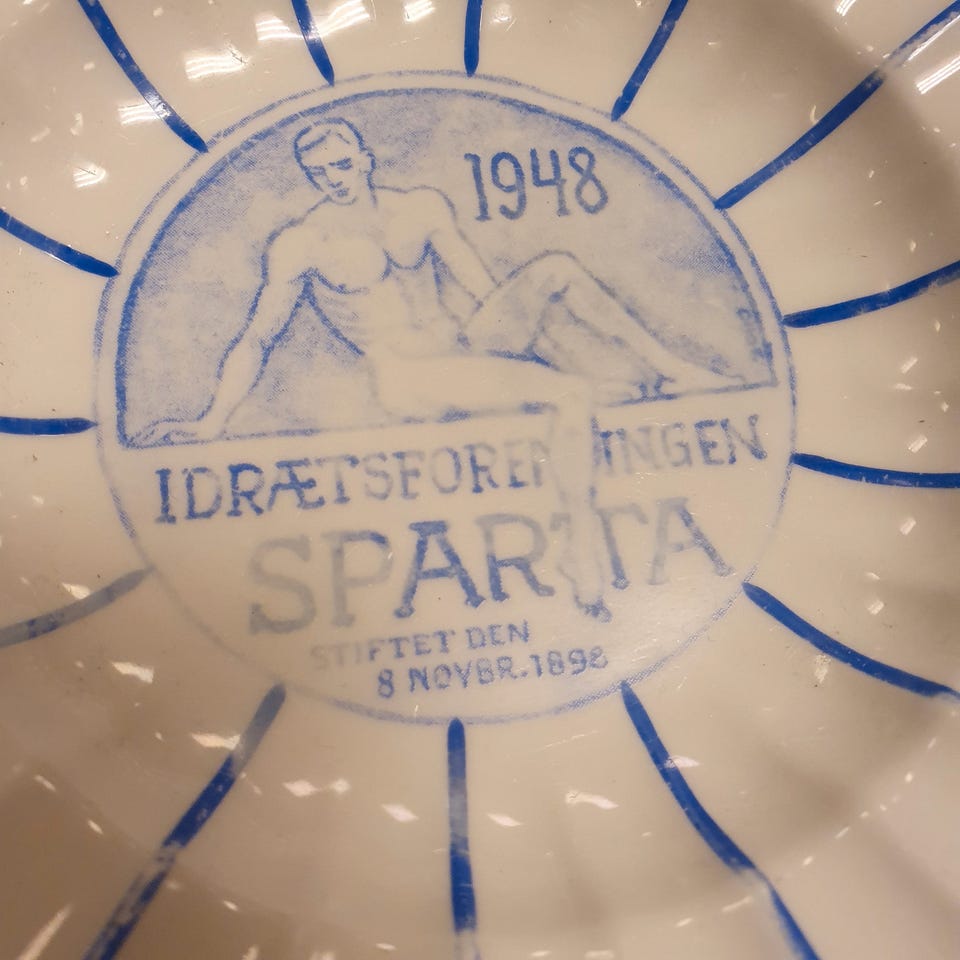 1948
IDRÆTSFORENINGEN
SPARTA
STIFTET DEN
8 NOVBR. 1898